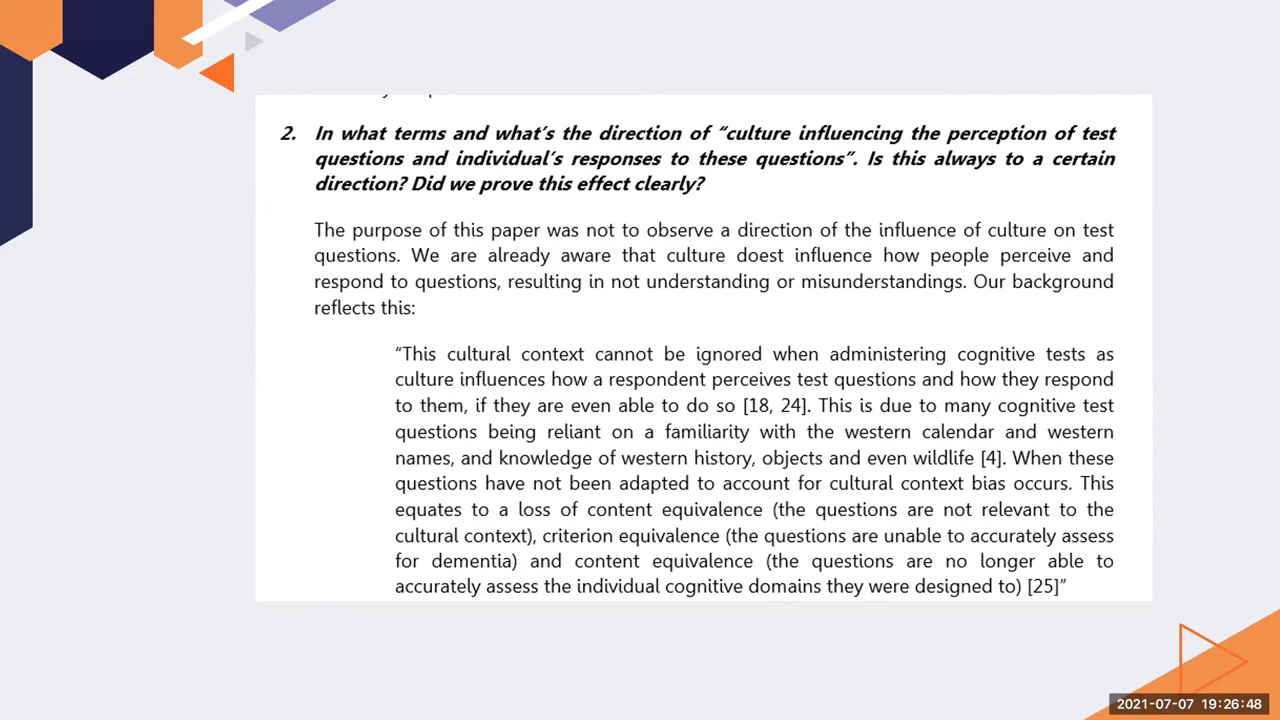 2. In what terms and what's the direction of "culture influencing the perception of test
questions and individual's responses to these questions". Is this always to a certain
direction? Did we prove this effect clearly?
The purpose of this paper was not to observe a direction of the influence of culture on test
questions. We are already aware that culture doest influence how people perceive and
respond to questions, resulting in not understanding or misunderstandings. Our background
reflects this:
“This cultural context cannot be ignored when administering cognitive tests as
culture influences how a respondent perceives test questions and how they respond
to them, if they are even able to do so [18, 24]. This is due to many cognitive test
questions being reliant on a familiarity with the western calendar and western
names, and knowledge of western history, objects and even wildlife [4]. When these
questions have not been adapted to account for cultural context bias occurs. This
equates to a loss of content equivalence (the questions are not relevant to the
cultural context), criterion equivalence (the questions are unable to accurately assess
for dementia) and content equivalence (the questions are no longer able to
accurately assess the individual cognitive domains they were designed to) [25]”
2021-07-07 19:26:48